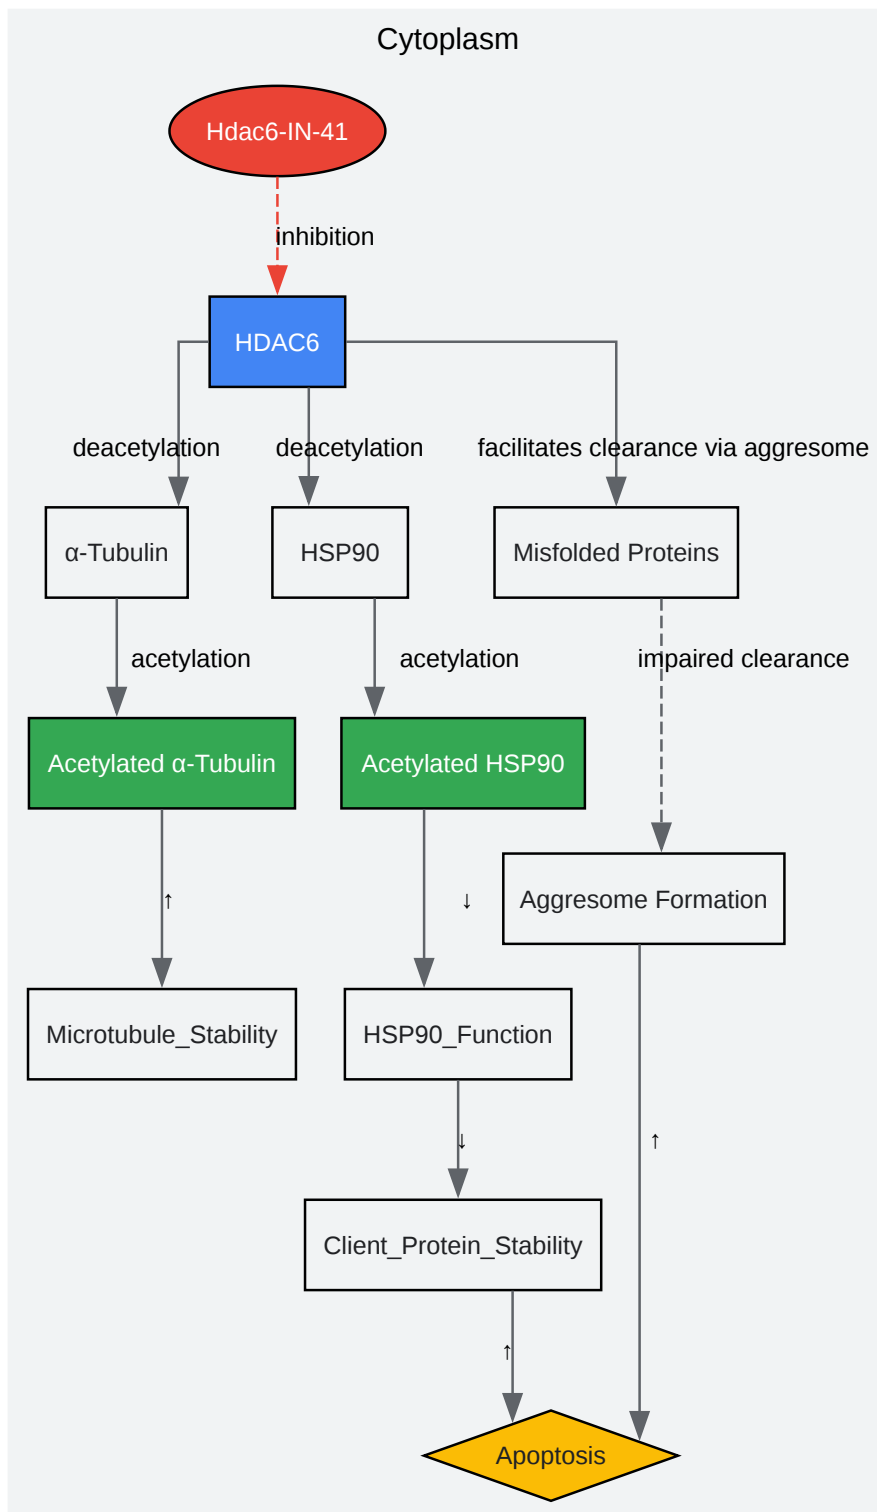 Cytoplasm
Hdac6-IN-41
inhibition
HDAC6
deacetylation
deacetylation
facilitates clearance via aggresome
α-Tubulin
HSP90
Misfolded Proteins
acetylation
acetylation
impaired clearance
Acetylated α-Tubulin
Acetylated HSP90
↑
↓
Aggresome Formation
Microtubule_Stability
HSP90_Function
↓
↑
Client_Protein_Stability
↑
Apoptosis